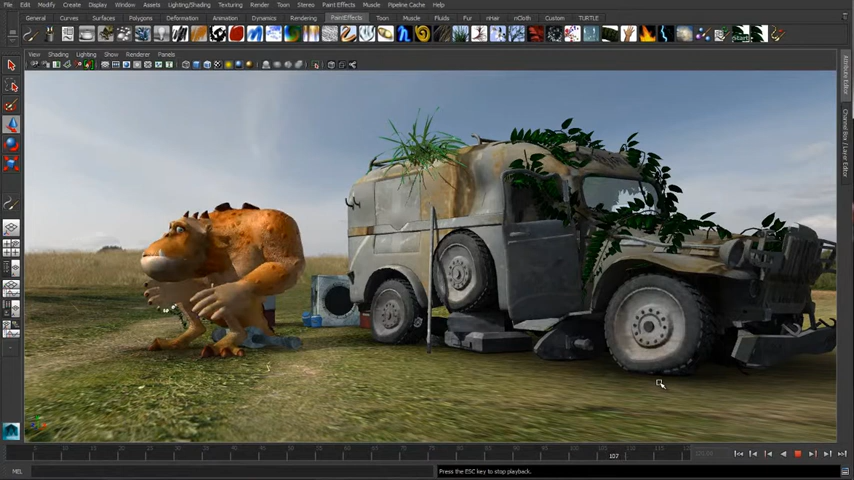 File Edit Modify Create Display Window Assets Lighting/Shading Texturing Render Toon Stereo Paint Effects Muscle Pipeline Cache Help
General Curves Surfaces Polygons Deformation Animation Dynamics Rendering PaintEffects Toon Muscle Fluids Fur nHair nCloth Custom TURTLE
View Shading Lighting Show Renderer Panels
Attribute Editor
Channel Box / Layer Editor
107
MEL
Press the ESC key to stop playback.